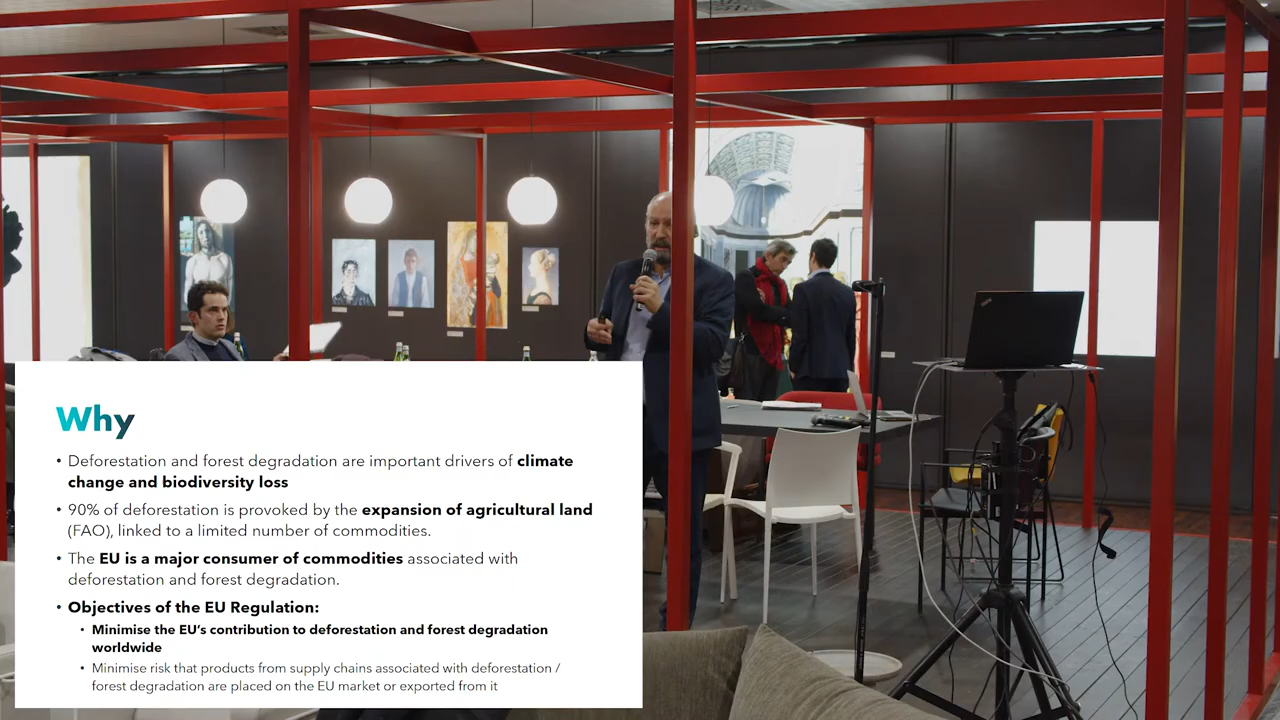 Why
• Deforestation and forest degradation are important drivers of climate
change and biodiversity loss
• 90% of deforestation is provoked by the expansion of agricultural land
(FAO), linked to a limited number of commodities.
• The EU is a major consumer of commodities associated with
deforestation and forest degradation.
• Objectives of the EU Regulation:
• Minimise the EU's contribution to deforestation and forest degradation
worldwide
• Minimise risk that products from supply chains associated with deforestation /
forest degradation are placed on the EU market or exported from it
ThinkPad